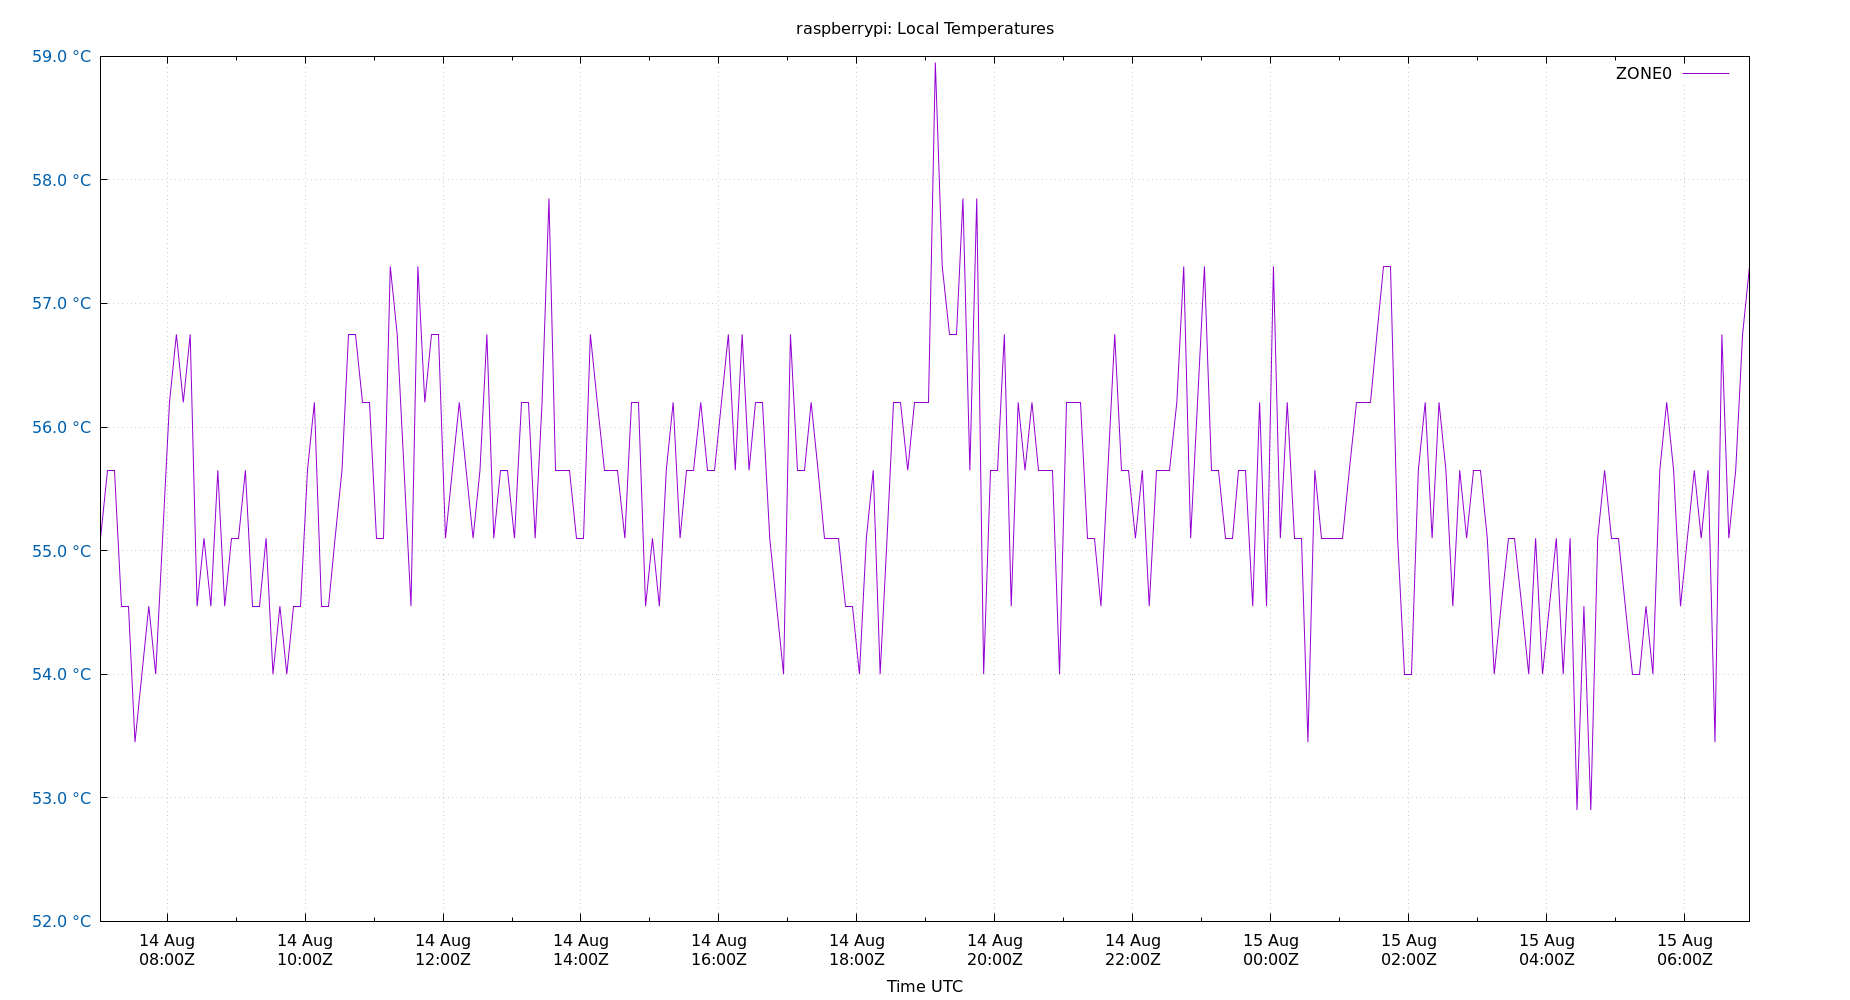 raspberrypi: Local Temperatures
59.0 °C
ZONE0
58.0 °C
57.0 °C
56.0 °C
55.0 °C
54.0 °C
53.0 °C
52.0 °C
14 Aug 14 Aug 14 Aug 14 Aug 14 Aug 14 Aug 14 Aug 14 Aug 15 Aug 15 Aug 15 Aug 15 Aug
08:00Z 10:00Z 12:00Z 14:00Z 16:00Z 18:00Z 20:00Z 22:00Z 00:00Z 02:00Z 04:00Z 06:00Z
Time UTC